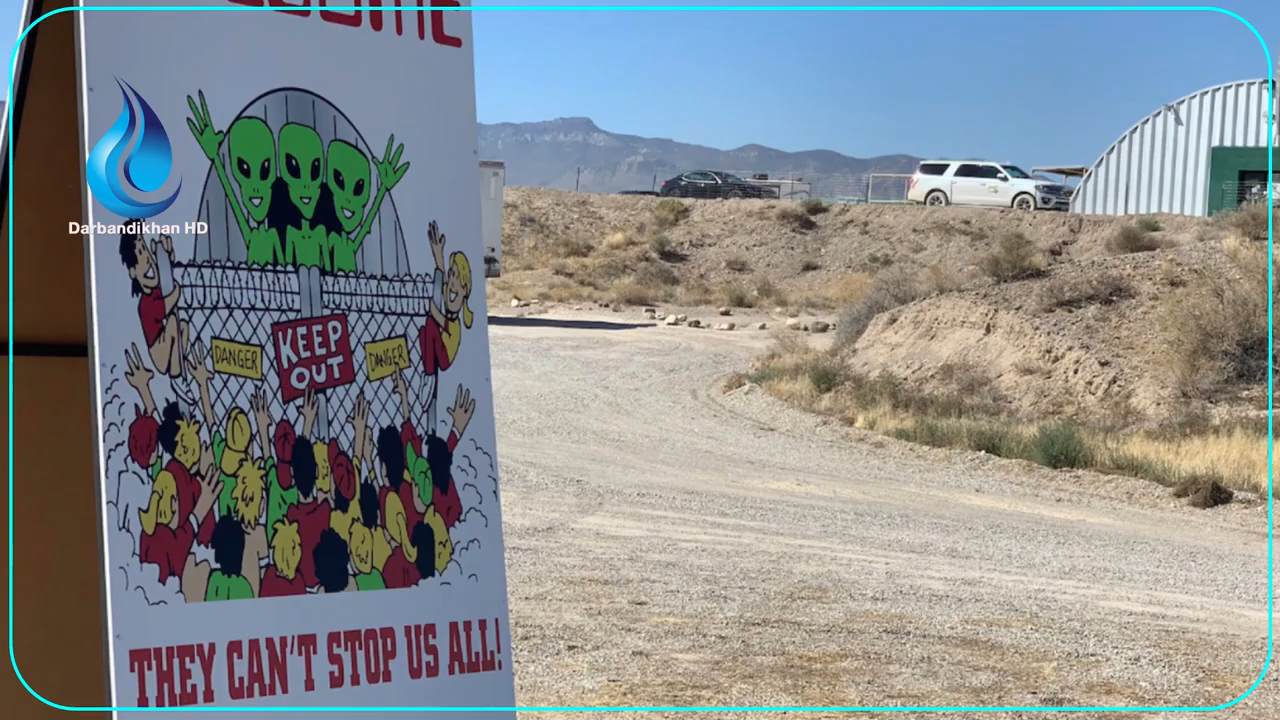 Darbandikhan HD
DANGER
KEEP
OUT
DANGER
THEY CAN'T STOP US ALL!